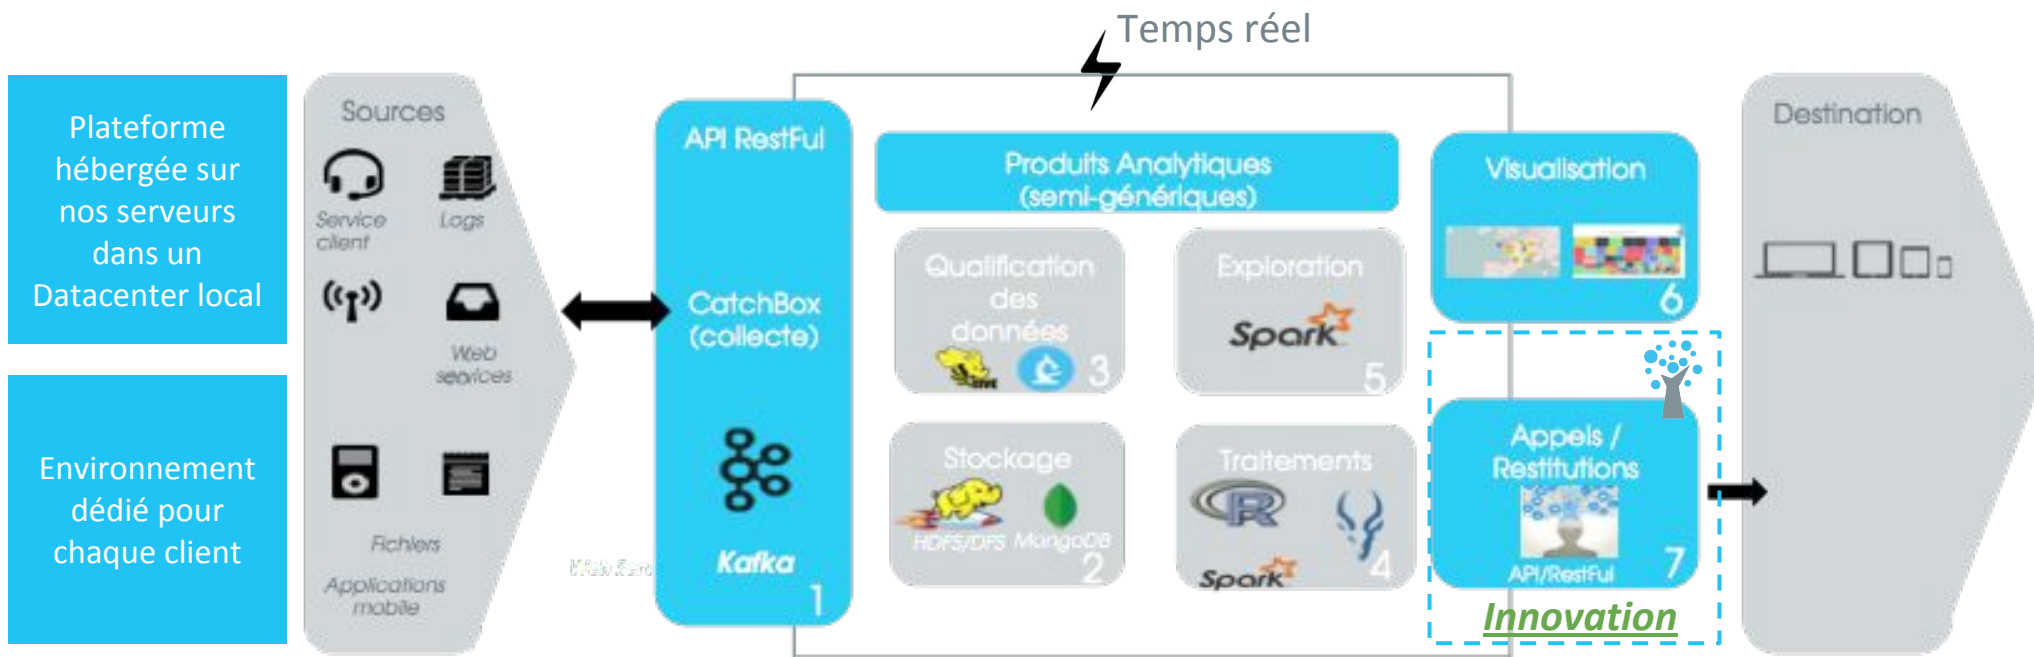 Temps réel
Plateforme
hébergée sur
nos serveurs
dans un
Datacenter local
Environnement
dédié pour
chaque client
Sources
Service
client
Logs
Web
services
Fichiers
Applications
mobile
API RestFul
CatchBox
(collecte)
Kafka
1
Produits Analytiques
(semi-génériques)
Qualification
des
données
HIVE
3
Exploration
Spark
5
Stockage
HDFS/DFS MongoDB
2
Traitements
R
Spark
4
Visualisation
6
Appels /
Restitutions
API/RestFul
7
Innovation
Destination